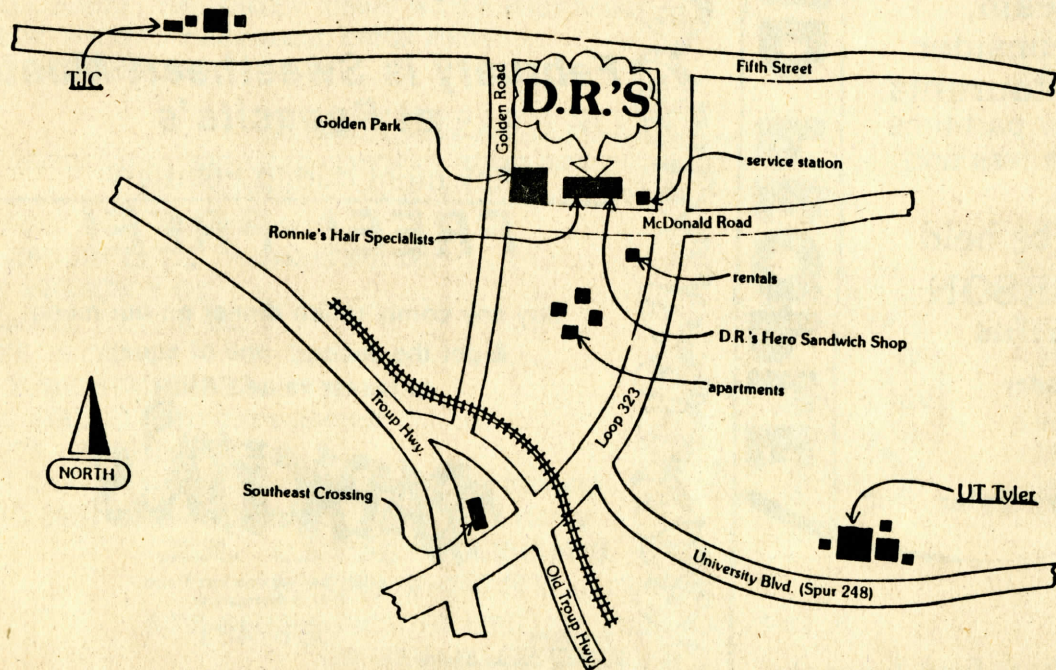 T.J.C.
Fifth Street
Golden Road
D.R.'S
Golden Park
service station
McDonald Road
Ronnie's Hair Specialists
rentals
D.R.'s Hero Sandwich Shop
apartments
Loop 323
Troup Hwy.
NORTH
Southeast Crossing
UT Tyler
University Blvd. (Spur 248)
Old Troup Hwy.